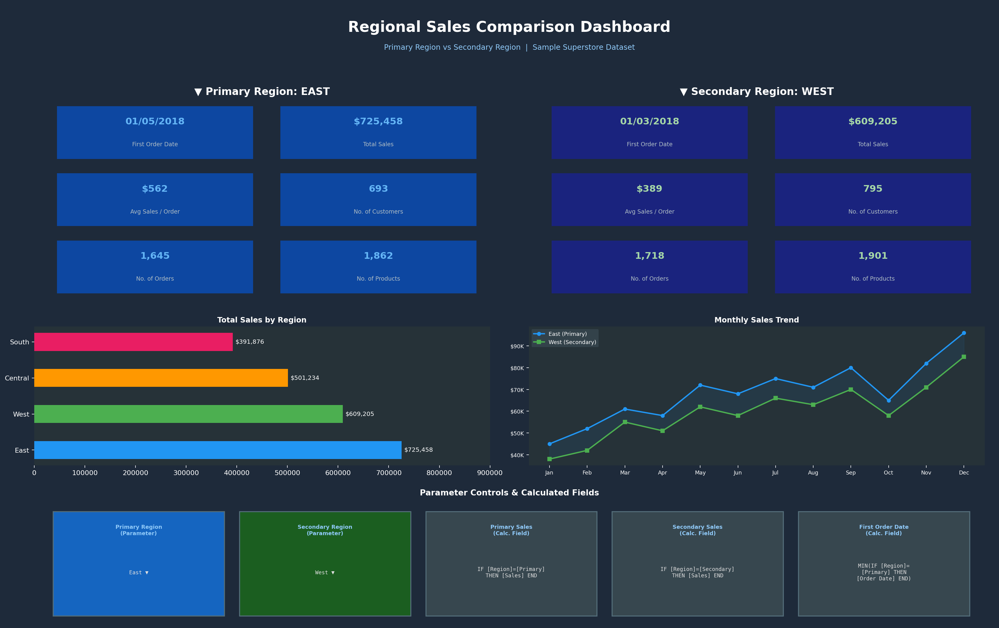 Regional Sales Comparison Dashboard
Primary Region vs Secondary Region | Sample Superstore Dataset
▼ Primary Region: EAST
01/05/2018
First Order Date
$725,458
Total Sales
$562
Avg Sales / Order
693
No. of Customers
1,645
No. of Orders
1,862
No. of Products
▼ Secondary Region: WEST
01/03/2018
First Order Date
$609,205
Total Sales
$389
Avg Sales / Order
795
No. of Customers
1,718
No. of Orders
1,901
No. of Products
Total Sales by Region
South
$391,876
Central
$501,234
West
$609,205
East
$725,458
0 100000 200000 300000 400000 500000 600000 700000 800000 900000
Monthly Sales Trend
East (Primary)
West (Secondary)
$90K
$80K
$70K
$60K
$50K
$40K
Jan Feb Mar Apr May Jun Jul Aug Sep Oct Nov Dec
Parameter Controls & Calculated Fields
Primary Region
(Parameter)
East ▼
Secondary Region
(Parameter)
West ▼
Primary Sales
(Calc. Field)
IF [Region]=[Primary]
THEN [Sales] END
Secondary Sales
(Calc. Field)
IF [Region]=[Secondary]
THEN [Sales] END
First Order Date
(Calc. Field)
MIN(IF [Region]=
[Primary] THEN
[Order Date] END)